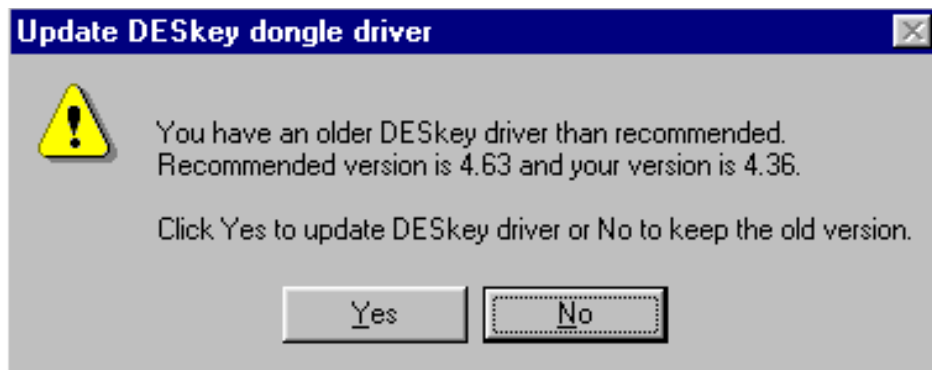 Update DESkey dongle driver
You have an older DESkey driver than recommended.
Recommended version is 4.63 and your version is 4.36.
Click Yes to update DESkey driver or No to keep the old version.
Yes No